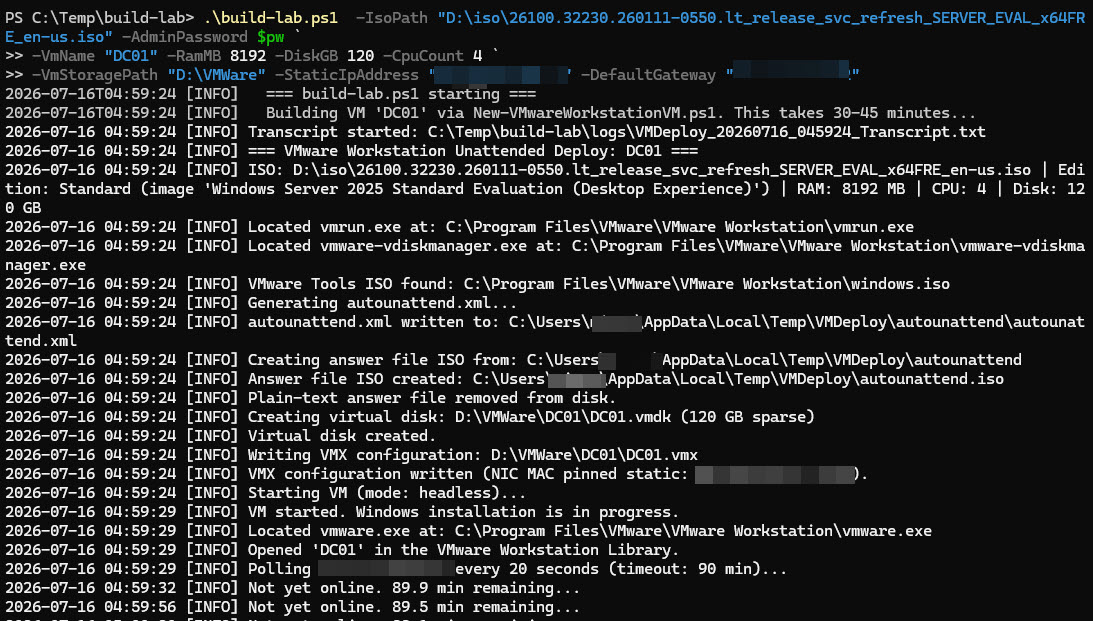 PS C:\Temp\build-lab> .\build-lab.ps1  -IsoPath "D:\iso\26100.32230.260111-0550.lt_release_svc_refresh_SERVER_EVAL_x64FR
E_en-us.iso" -AdminPassword $pw `
>> -VmName "DC01" -RamMB 8192 -DiskGB 120 -CpuCount 4 `
>> -VmStoragePath "D:\VMWare" -StaticIpAddress " " -DefaultGateway " "
2026-07-16T04:59:24 [INFO]   === build-lab.ps1 starting ===
2026-07-16T04:59:24 [INFO]   Building VM 'DC01' via New-VMwareWorkstationVM.ps1. This takes 30-45 minutes...
2026-07-16 04:59:24 [INFO] Transcript started: C:\Temp\build-lab\logs\VMDeploy_20260716_045924_Transcript.txt
2026-07-16 04:59:24 [INFO] === VMware Workstation Unattended Deploy: DC01 ===
2026-07-16 04:59:24 [INFO] ISO: D:\iso\26100.32230.260111-0550.lt_release_svc_refresh_SERVER_EVAL_x64FRE_en-us.iso | Edi
tion: Standard (image 'Windows Server 2025 Standard Evaluation (Desktop Experience)') | RAM: 8192 MB | CPU: 4 | Disk: 12
0 GB
2026-07-16 04:59:24 [INFO] Located vmrun.exe at: C:\Program Files\VMware\VMware Workstation\vmrun.exe
2026-07-16 04:59:24 [INFO] Located vmware-vdiskmanager.exe at: C:\Program Files\VMware\VMware Workstation\vmware-vdiskma
nager.exe
2026-07-16 04:59:24 [INFO] VMware Tools ISO found: C:\Program Files\VMware\VMware Workstation\windows.iso
2026-07-16 04:59:24 [INFO] Generating autounattend.xml...
2026-07-16 04:59:24 [INFO] autounattend.xml written to: C:\Users\ \AppData\Local\Temp\VMDeploy\autounattend\autounat
tend.xml
2026-07-16 04:59:24 [INFO] Creating answer file ISO from: C:\Users \AppData\Local\Temp\VMDeploy\autounattend
2026-07-16 04:59:24 [INFO] Answer file ISO created: C:\Users\ \AppData\Local\Temp\VMDeploy\autounattend.iso
2026-07-16 04:59:24 [INFO] Plain-text answer file removed from disk.
2026-07-16 04:59:24 [INFO] Creating virtual disk: D:\VMWare\DC01\DC01.vmdk (120 GB sparse)
2026-07-16 04:59:24 [INFO] Virtual disk created.
2026-07-16 04:59:24 [INFO] Writing VMX configuration: D:\VMWare\DC01\DC01.vmx
2026-07-16 04:59:24 [INFO] VMX configuration written (NIC MAC pinned static: ).
2026-07-16 04:59:24 [INFO] Starting VM (mode: headless)...
2026-07-16 04:59:29 [INFO] VM started. Windows installation is in progress.
2026-07-16 04:59:29 [INFO] Located vmware.exe at: C:\Program Files\VMware\VMware Workstation\vmware.exe
2026-07-16 04:59:29 [INFO] Opened 'DC01' in the VMware Workstation Library.
2026-07-16 04:59:29 [INFO] Polling every 20 seconds (timeout: 90 min)...
2026-07-16 04:59:32 [INFO] Not yet online. 89.9 min remaining...
2026-07-16 04:59:56 [INFO] Not yet online. 89.5 min remaining...